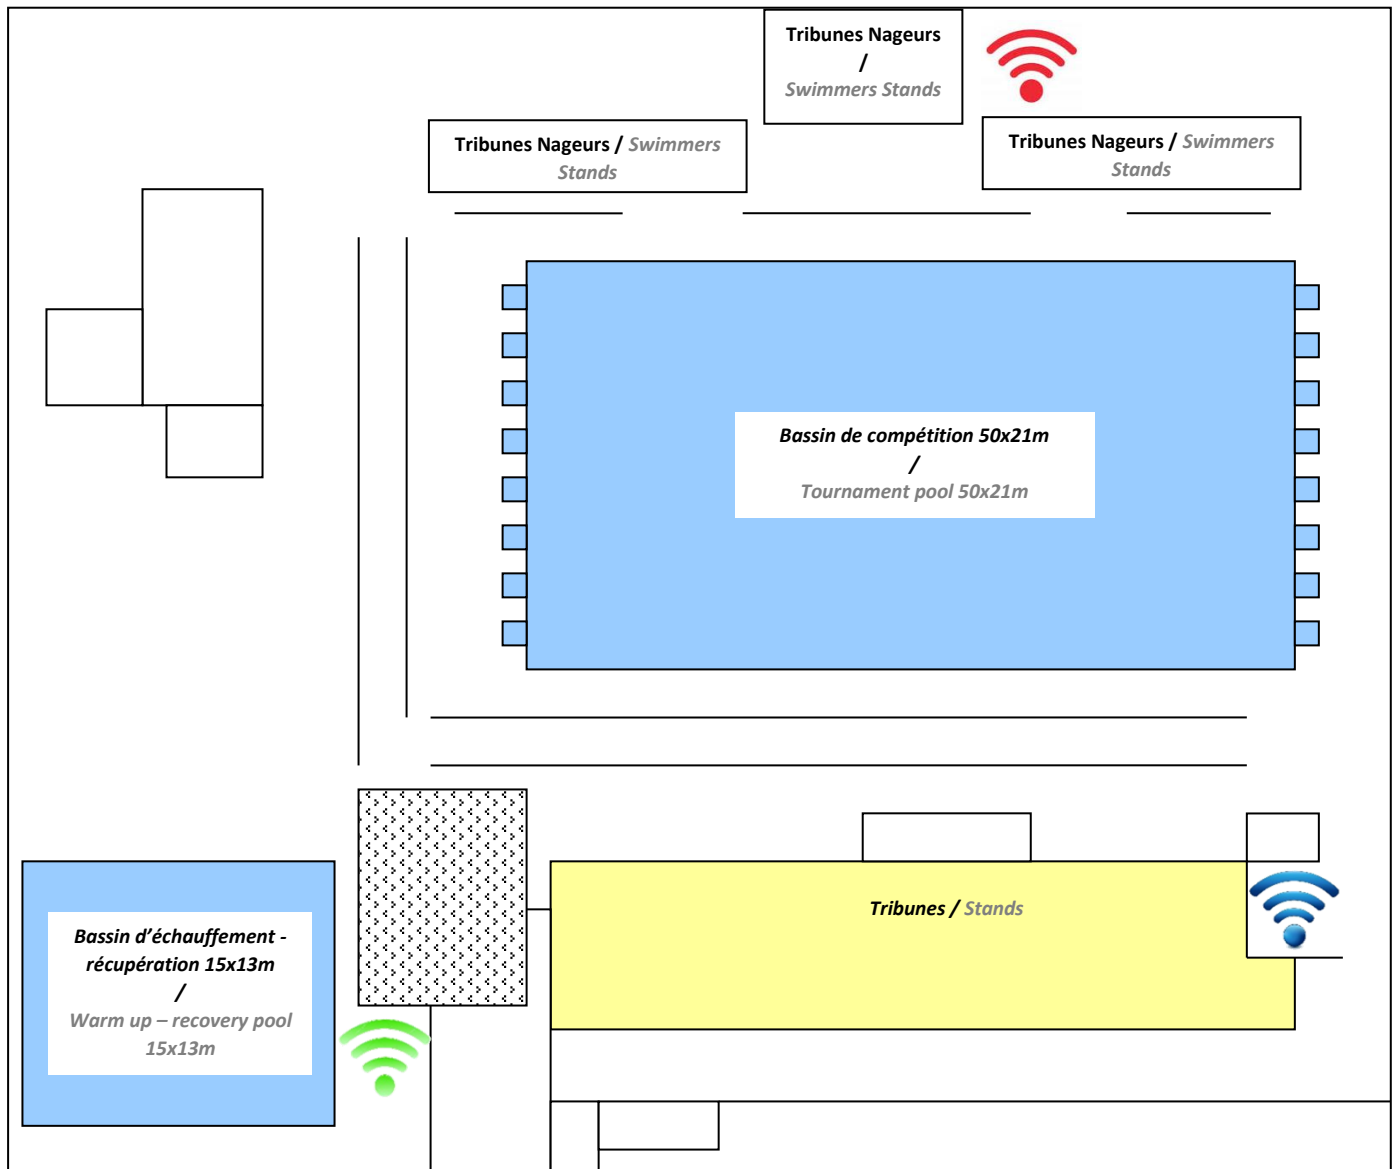 Tribunes Nageurs
/
Swimmers Stands
Tribunes Nageurs / Swimmers
Stands
Tribunes Nageurs / Swimmers
Stands
Bassin de compétition 50x21m
/
Tournament pool 50x21m
Tribunes / Stands
Bassin d’échauffement -
récupération 15x13m
/
Warm up – recovery pool
15x13m